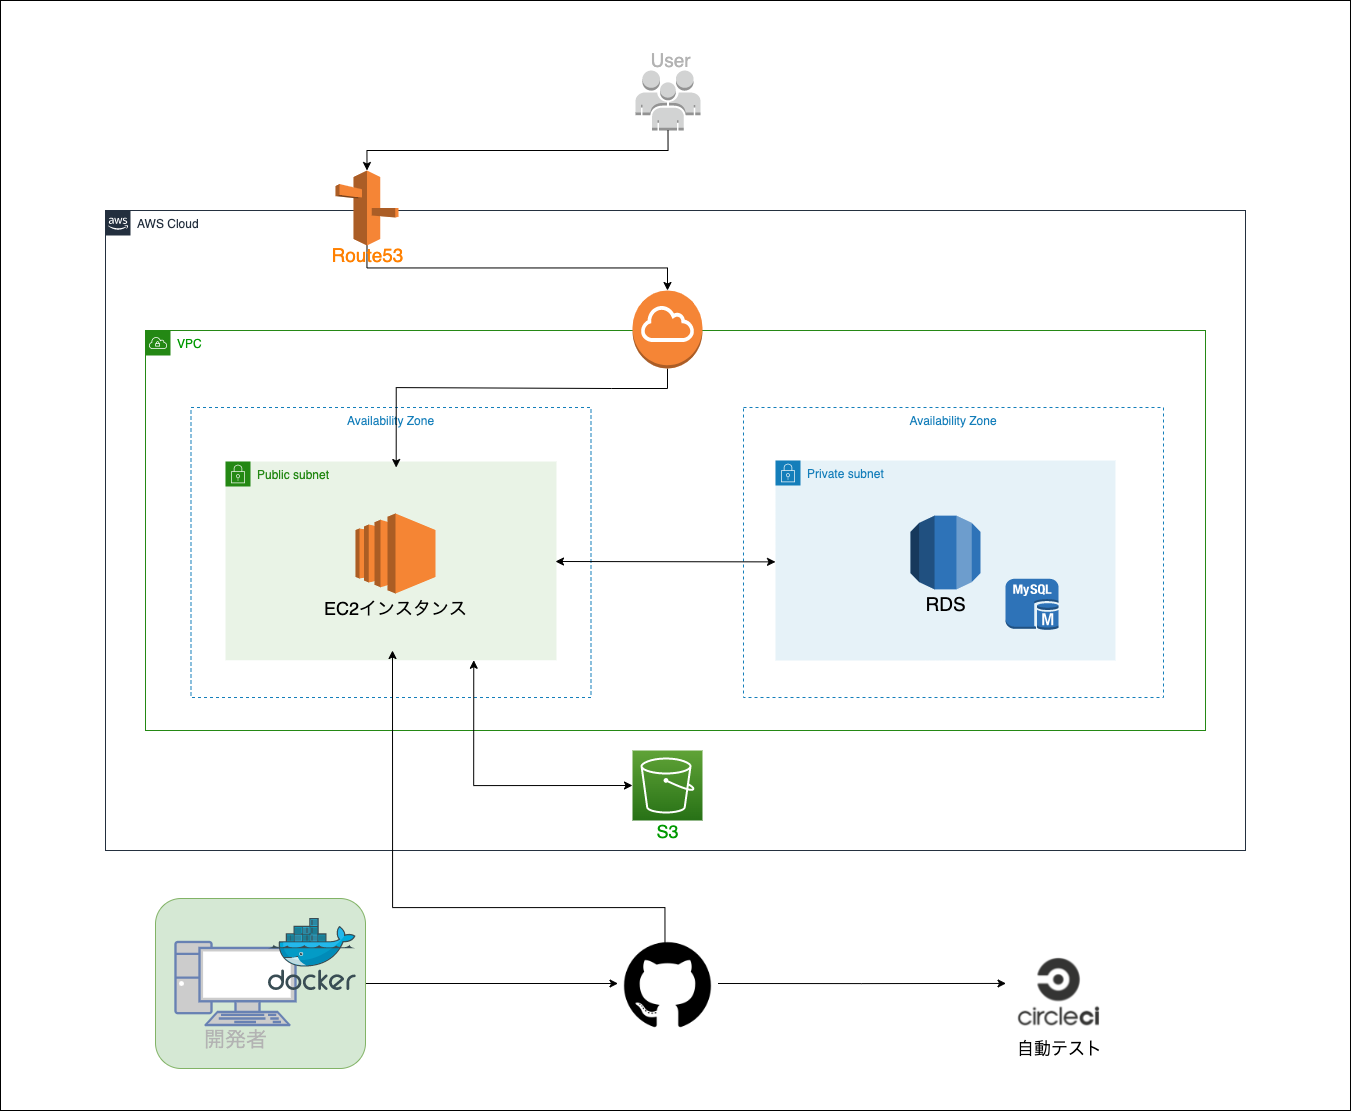 User
aws
AWS Cloud
Route53
VPC
Availability Zone
Availability Zone
Public subnet
Private subnet
EC2インスタンス
RDS
MySQL
M
S3
docker
開発者
circleci
自動テスト